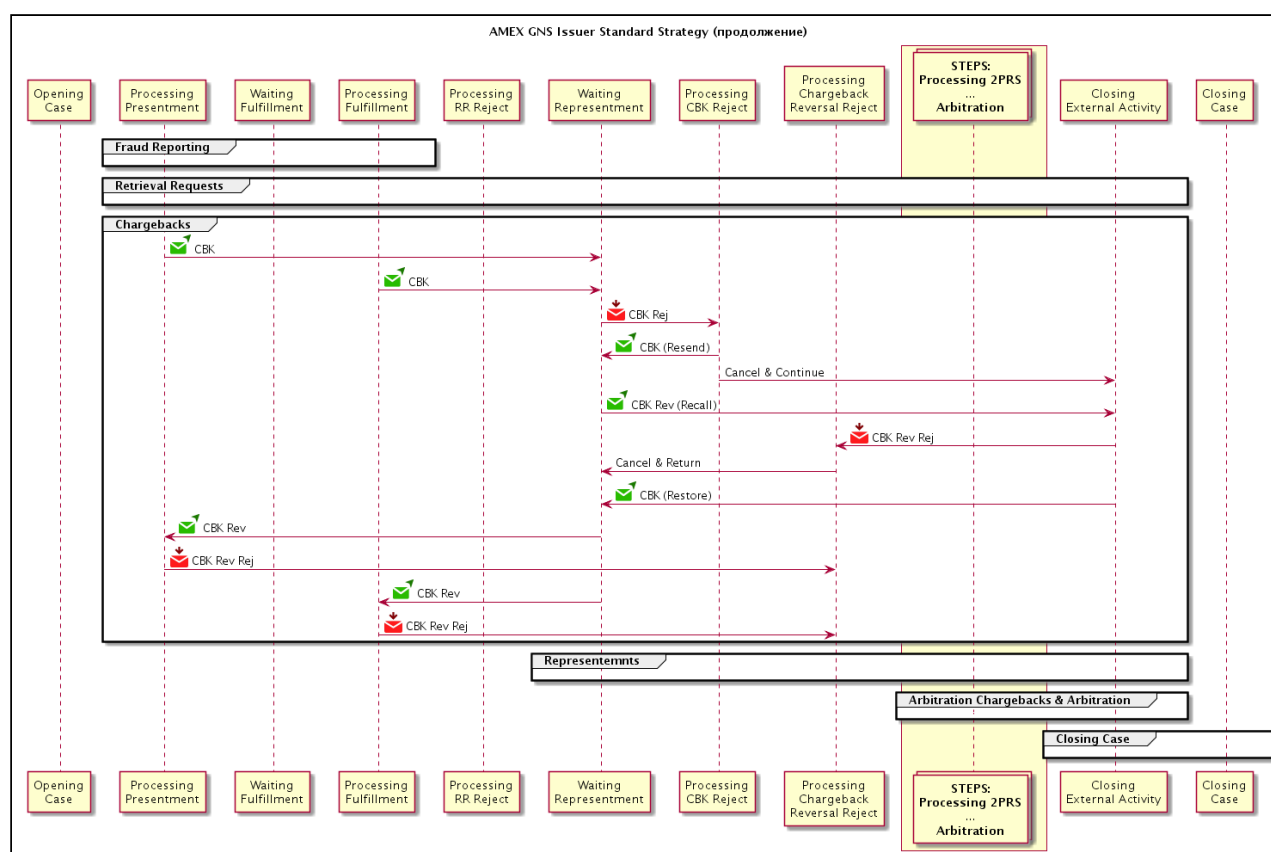 AMEX GNS Issuer Standard Strategy (продолжение)
Opening
Case
Processing
Presentment
Waiting
Fulfillment
Processing
Fulfillment
Processing
RR Reject
Waiting
Representment
Processing
CBK Reject
Processing
Chargeback
Reversal Reject
STEPS:
Processing 2PRS
...
Arbitration
Closing
External Activity
Closing
Case
Fraud Reporting
Retrieval Requests
Chargebacks
CBK
CBK
CBK Rej
CBK (Resend)
Cancel & Continue
CBK Rev (Recall)
CBK Rev Rej
Cancel & Return
CBK (Restore)
CBK Rev
CBK Rev Rej
CBK Rev
CBK Rev Rej
Representemnts
Arbitration Chargebacks & Arbitration
Closing Case
Opening
Case
Processing
Presentment
Waiting
Fulfillment
Processing
Fulfillment
Processing
RR Reject
Waiting
Representment
Processing
CBK Reject
Processing
Chargeback
Reversal Reject
STEPS:
Processing 2PRS
...
Arbitration
Closing
External Activity
Closing
Case